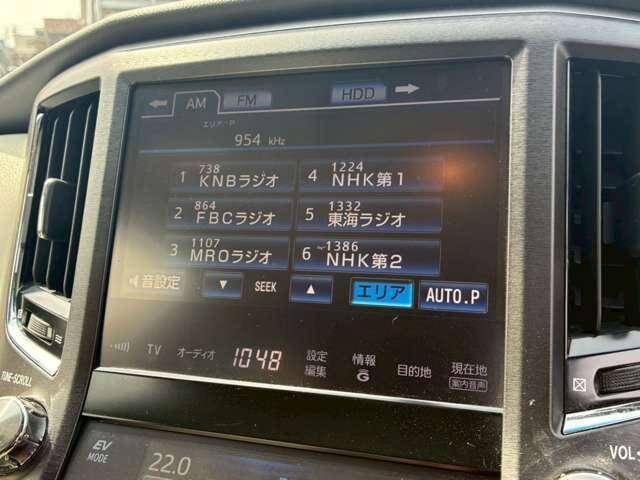 AM FM HDD
エリア-P
954 kHz
1 738 KNBラジオ
4 1224 NHK第1
2 864 FBCラジオ
5 1332 東海ラジオ
3 1107 MROラジオ
6 1386 NHK第2
音設定 ▼ SEEK ▲ エリア AUTO.P
TV オーディオ 10:48 設定編集 情報 G 目的地 現在地 案内音声
TUNE•SCROLL
VOL•
EV MODE
22.0